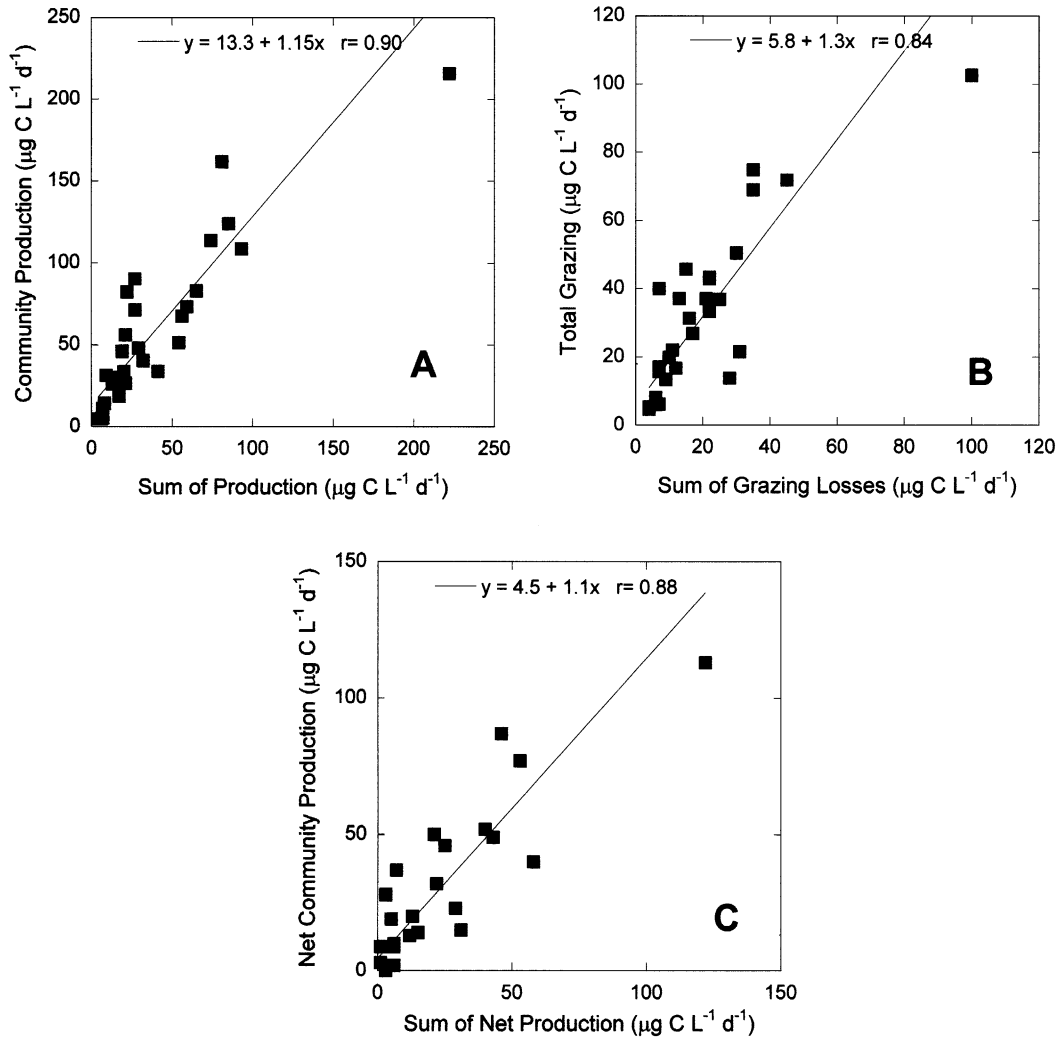 250
200
150
100
50
0
0 50 100 150 200 250
Community Production (μg C L⁻¹ d⁻¹)
Sum of Production (μg C L⁻¹ d⁻¹)
y = 13.3 + 1.15x r= 0.90
A
120
100
80
60
40
20
0
0 20 40 60 80 100 120
Total Grazing (μg C L⁻¹ d⁻¹)
Sum of Grazing Losses (μg C L⁻¹ d⁻¹)
y = 5.8 + 1.3x r= 0.84
B
150
100
50
0
0 50 100 150
Net Community Production (μg C L⁻¹ d⁻¹)
Sum of Net Production (μg C L⁻¹ d⁻¹)
y = 4.5 + 1.1x r= 0.88
C